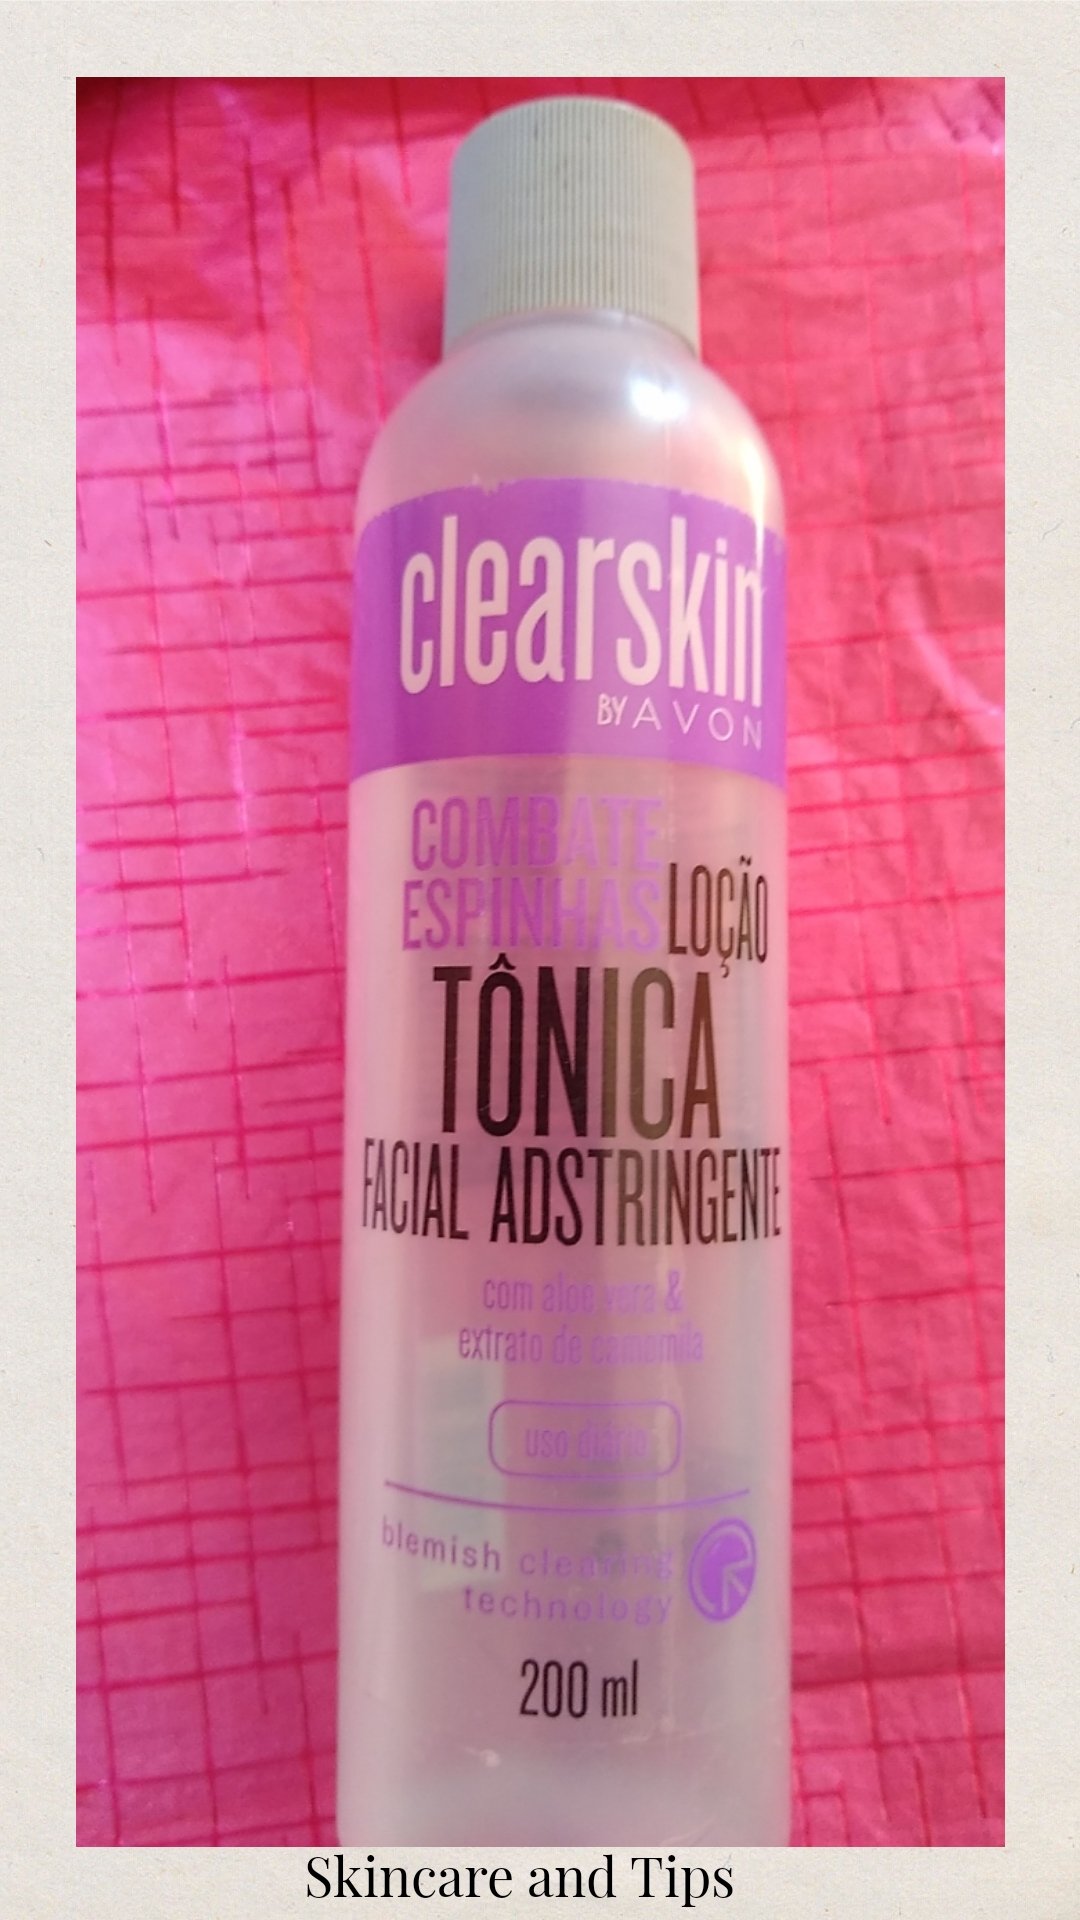 clearskin
BY AVON
COMBATE
ESPINHAS LOÇÃO
TÔNICA
FACIAL ADSTRINGENTE
com aloe vera &
extrato de camomila
uso diário
blemish clearing
technology
200 ml
Skincare and Tips